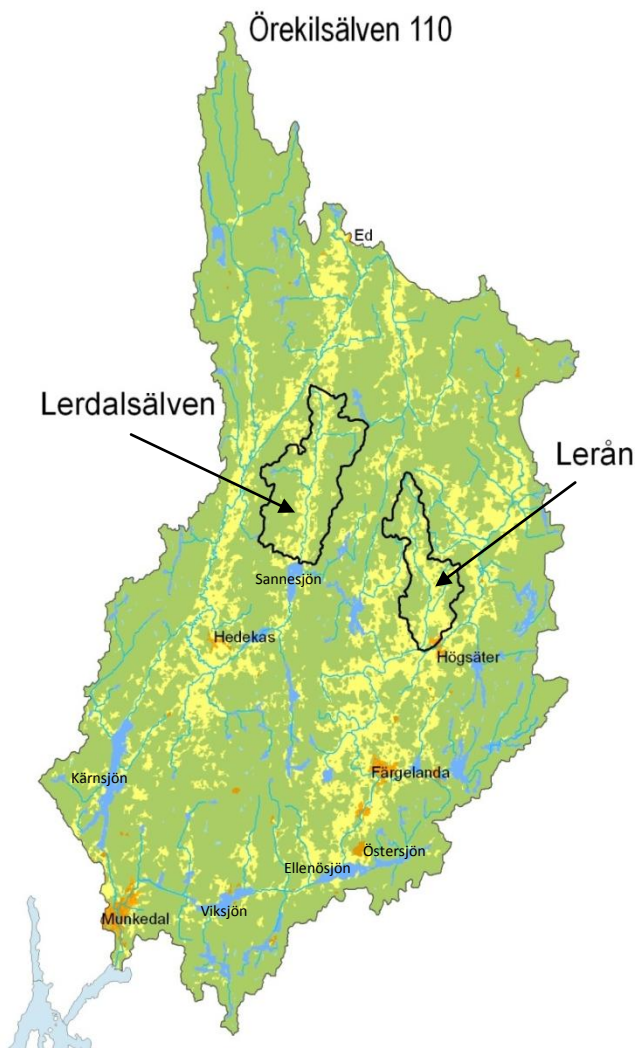 Örekilsälven 110
Ed
Lerdalsälven
Lerån
Sannesjön
Hedekas
Högsäter
Färgelanda
Kärnsjön
Östersjön
Ellenösjön
Viksjön
Munkedal